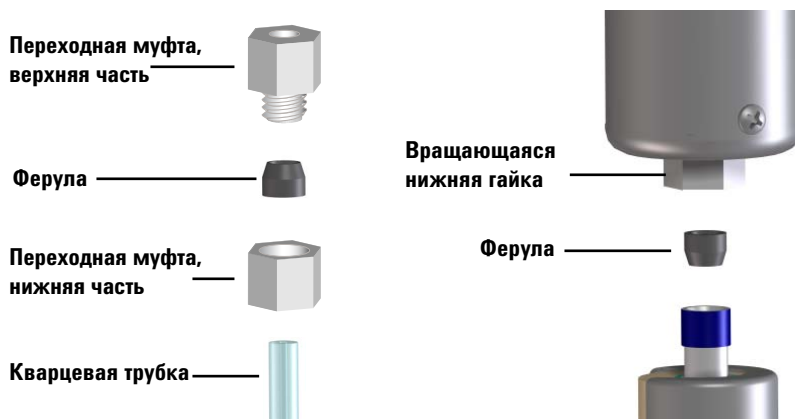 Переходная муфта,
верхняя часть
Ферула
Переходная муфта,
нижняя часть
Кварцевая трубка
Вращающаяся
нижняя гайка
Ферула